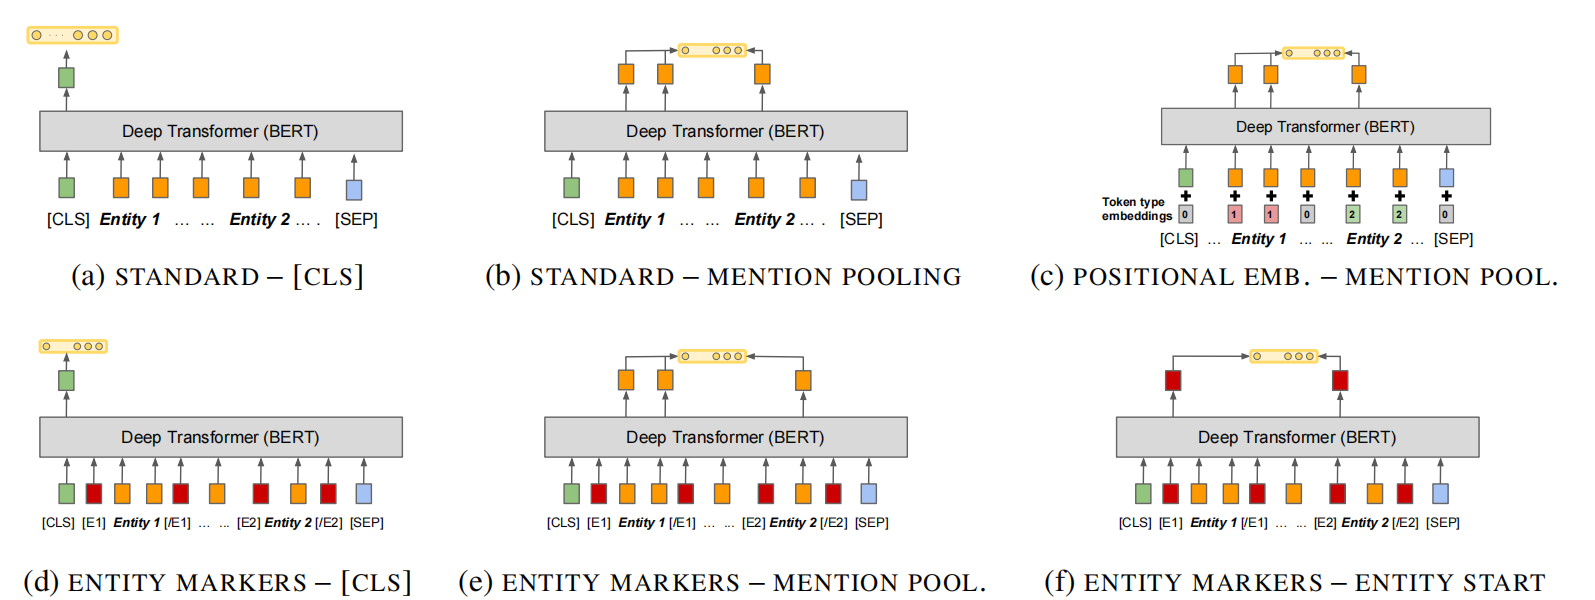 Deep Transformer (BERT)
[CLS] Entity 1 ... ... Entity 2 ... . [SEP]
(a) STANDARD – [CLS]
Deep Transformer (BERT)
[CLS] Entity 1 ... ... Entity 2 ... . [SEP]
(b) STANDARD – MENTION POOLING
Deep Transformer (BERT)
Token type
embeddings 0 1 1 0 2 2 0
[CLS] ... Entity 1 ... ... Entity 2 ... [SEP]
(c) POSITIONAL EMB. – MENTION POOL.
Deep Transformer (BERT)
[CLS] [E1] Entity 1 [/E1] ... ... [E2] Entity 2 [/E2] [SEP]
(d) ENTITY MARKERS – [CLS]
Deep Transformer (BERT)
[CLS] [E1] Entity 1 [/E1] ... ... [E2] Entity 2 [/E2] [SEP]
(e) ENTITY MARKERS – MENTION POOL.
Deep Transformer (BERT)
[CLS] [E1] Entity 1 [/E1] ... ... [E2] Entity 2 [/E2] [SEP]
(f) ENTITY MARKERS – ENTITY START